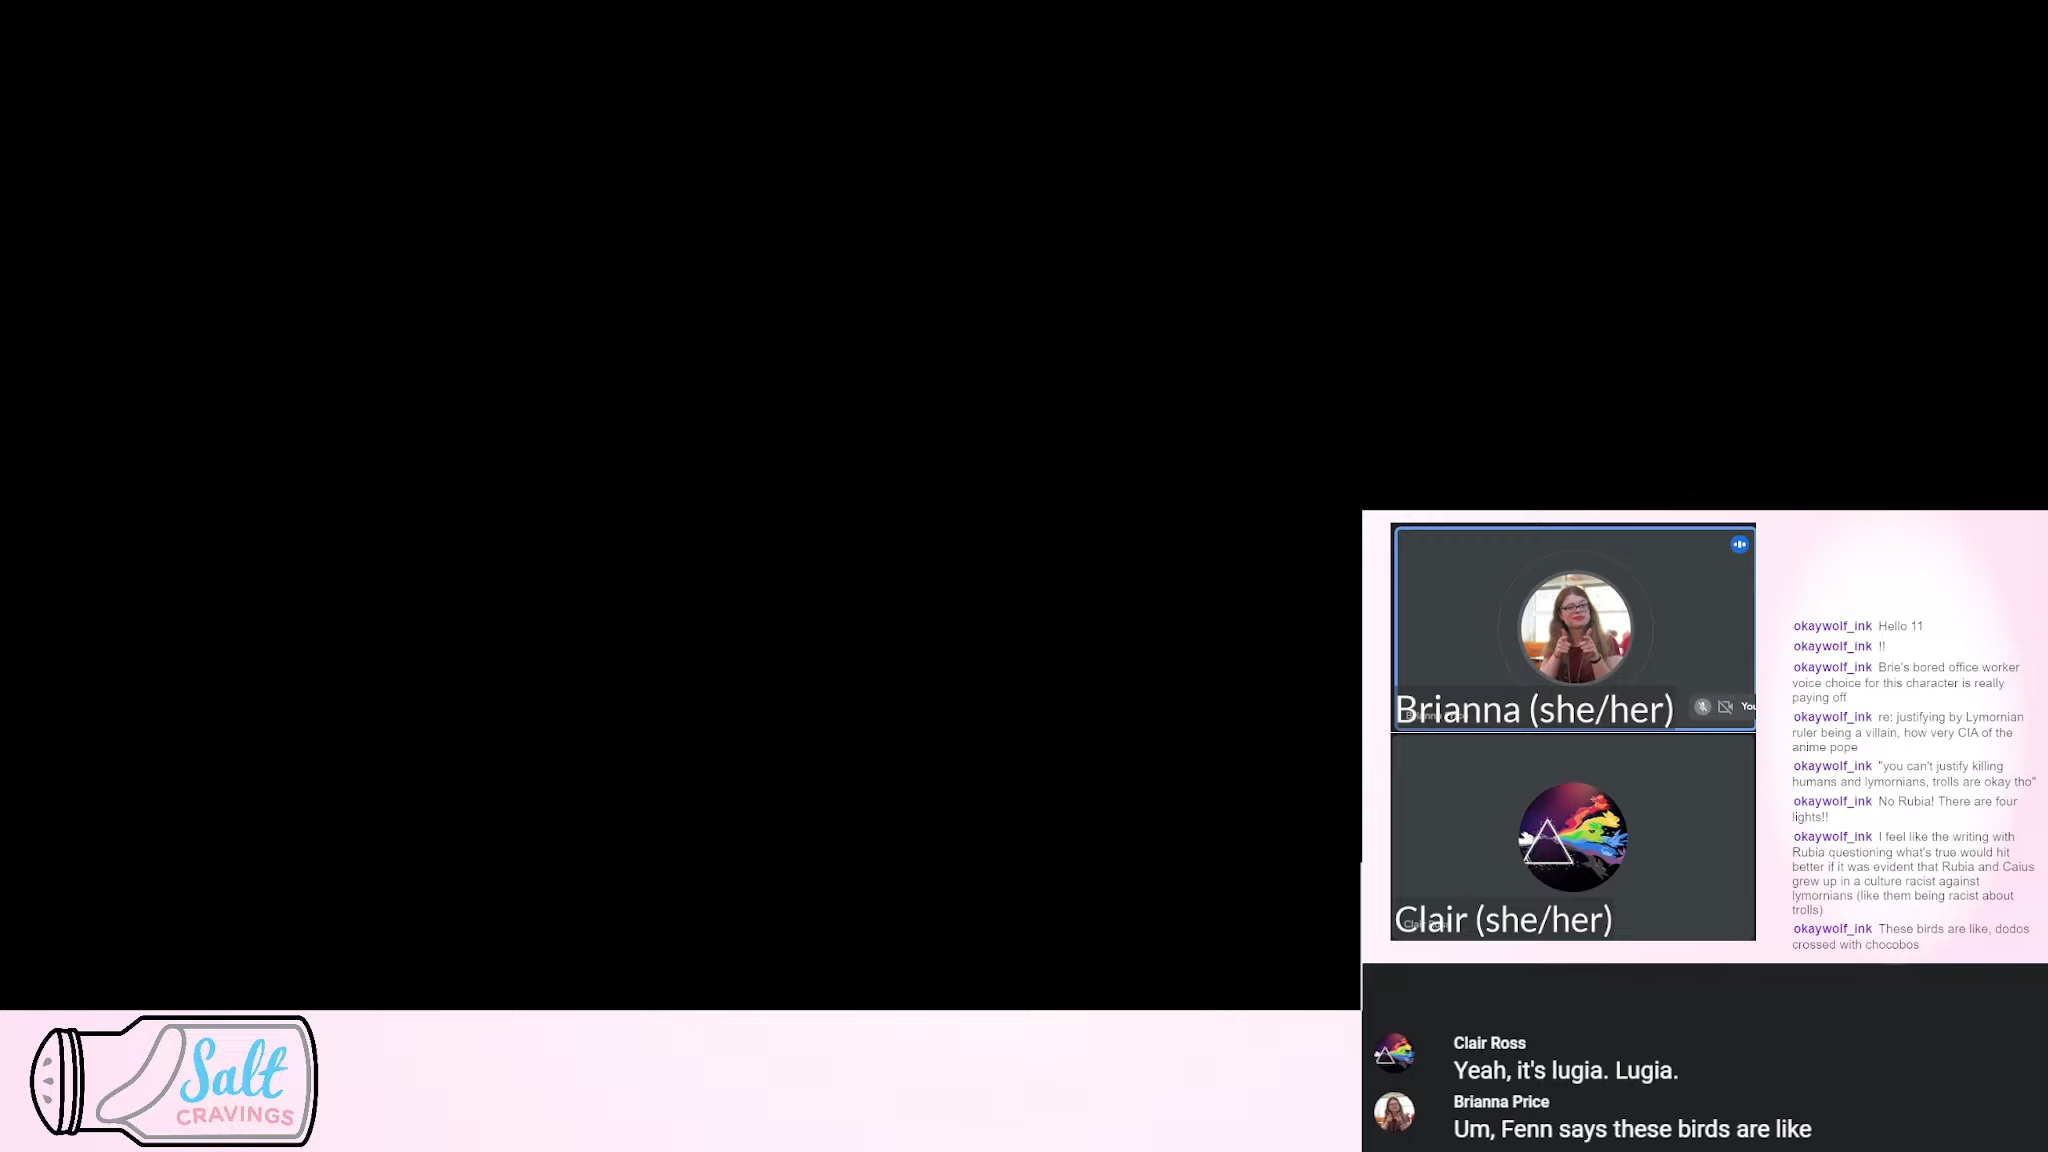 Brianna (she/her)
You
Clair (she/her)
okaywolf_ink Hello 11
okaywolf_ink !!
okaywolf_ink Brie's bored office worker
voice choice for this character is really
paying off
okaywolf_ink re: justifying by Lymornian
ruler being a villain, how very CIA of the
anime pope
okaywolf_ink "you can't justify killing
humans and lymornians, trolls are okay tho"
okaywolf_ink No Rubia! There are four
lights!!
okaywolf_ink I feel like the writing with
Rubia questioning what's true would hit
better if it was evident that Rubia and Caius
grew up in a culture racist against
lymornians (like them being racist about
trolls)
okaywolf_ink These birds are like, dodos
crossed with chocobos
Salt
CRAVINGS
Clair Ross
Yeah, it's lugia. Lugia.
Brianna Price
Um, Fenn says these birds are like